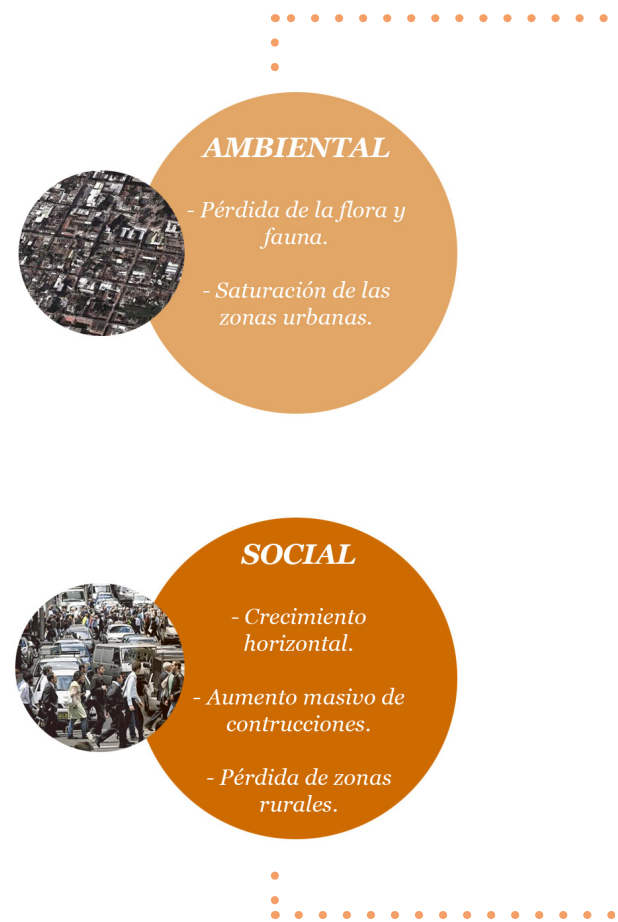 AMBIENTAL
- Pérdida de la flora y
fauna.
- Saturación de las
zonas urbanas.
SOCIAL
- Crecimiento
horizontal.
- Aumento masivo de
contrucciones.
- Pérdida de zonas
rurales.